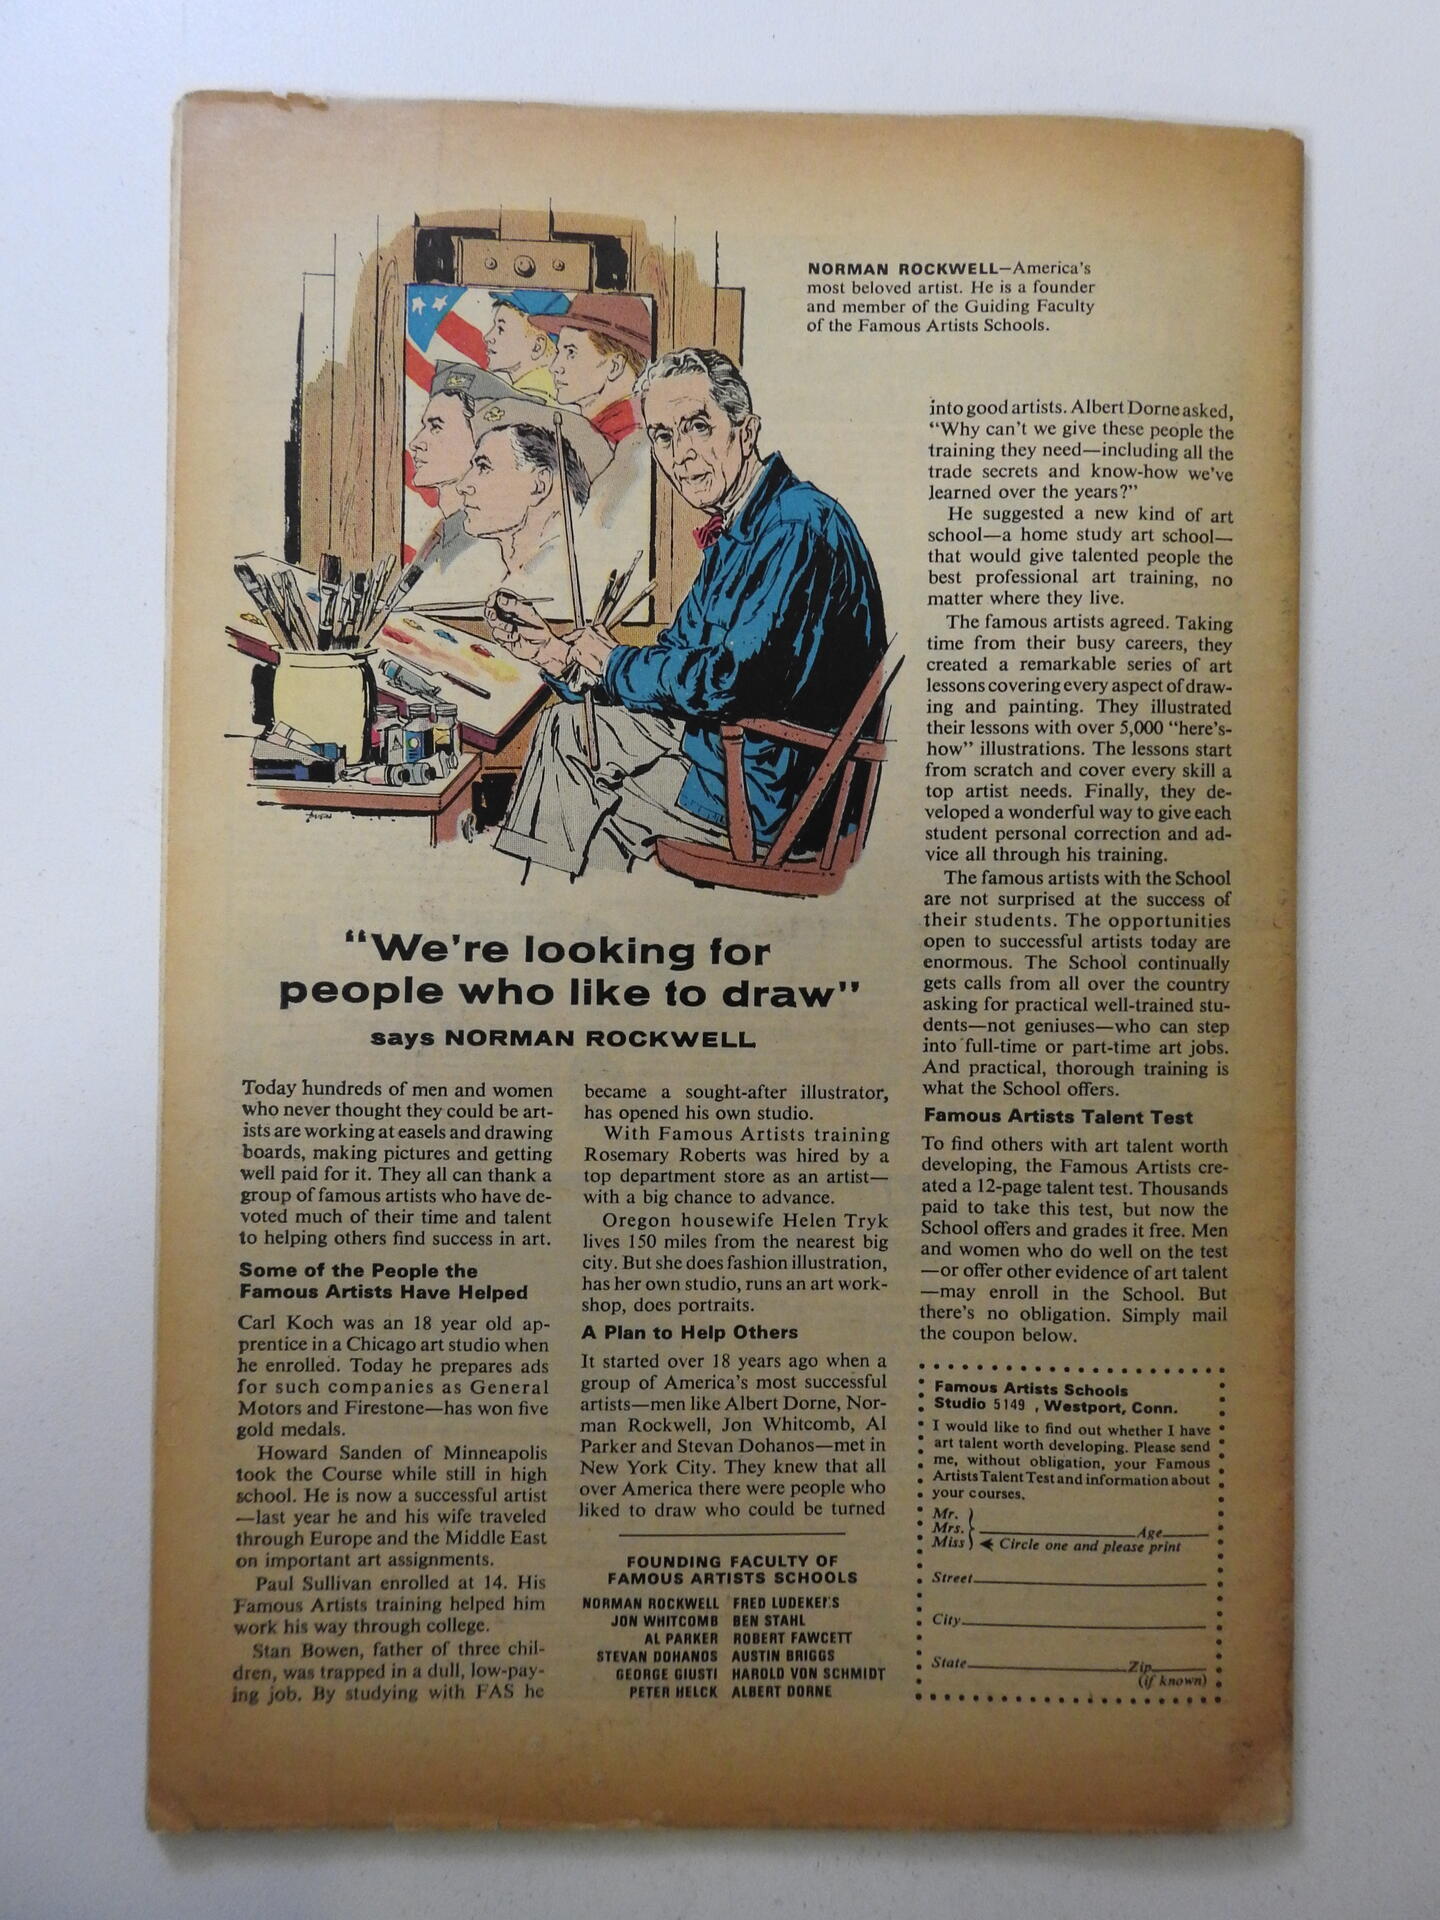 NORMAN ROCKWELL—America's
most beloved artist. He is a founder
and member of the Guiding Faculty
of the Famous Artists Schools.
"We're looking for
people who like to draw"
says NORMAN ROCKWELL
Today hundreds of men and women
who never thought they could be art-
ists are working at easels and drawing
boards, making pictures and getting
well paid for it. They all can thank a
group of famous artists who have de-
voted much of their time and talent
to helping others find success in art.
Some of the People the
Famous Artists Have Helped
Carl Koch was an 18 year old ap-
prentice in a Chicago art studio when
he enrolled. Today he prepares ads
for such companies as General
Motors and Firestone—has won five
gold medals.
Howard Sanden of Minneapolis
took the Course while still in high
school. He is now a successful artist
—last year he and his wife traveled
through Europe and the Middle East
on important art assignments.
Paul Sullivan enrolled at 14. His
Famous Artists training helped him
work his way through college.
Stan Bowen, father of three chil-
dren, was trapped in a dull, low-pay-
ing job. By studying with FAS he
became a sought-after illustrator,
has opened his own studio.
With Famous Artists training
Rosemary Roberts was hired by a
top department store as an artist—
with a big chance to advance.
Oregon housewife Helen Tryk
lives 150 miles from the nearest big
city. But she does fashion illustration,
has her own studio, runs an art work-
shop, does portraits.
A Plan to Help Others
It started over 18 years ago when a
group of America's most successful
artists—men like Albert Dorne, Nor-
man Rockwell, Jon Whitcomb, Al
Parker and Stevan Dohanos—met in
New York City. They knew that all
over America there were people who
liked to draw who could be turned
FOUNDING FACULTY OF
FAMOUS ARTISTS SCHOOLS
NORMAN ROCKWELL FRED LUDEKENS
JON WHITCOMB BEN STAHL
AL PARKER ROBERT FAWCETT
STEVAN DOHANOS AUSTIN BRIGGS
GEORGE GIUSTI HAROLD VON SCHMIDT
PETER HELCK ALBERT DORNE
into good artists. Albert Dorne asked,
"Why can't we give these people the
training they need—including all the
trade secrets and know-how we've
learned over the years?"
He suggested a new kind of art
school—a home study art school—
that would give talented people the
best professional art training, no
matter where they live.
The famous artists agreed. Taking
time from their busy careers, they
created a remarkable series of art
lessons covering every aspect of draw-
ing and painting. They illustrated
their lessons with over 5,000 "here's-
how" illustrations. The lessons start
from scratch and cover every skill a
top artist needs. Finally, they de-
veloped a wonderful way to give each
student personal correction and ad-
vice all through his training.
The famous artists with the School
are not surprised at the success of
their students. The opportunities
open to successful artists today are
enormous. The School continually
gets calls from all over the country
asking for practical well-trained stu-
dents—not geniuses—who can step
into full-time or part-time art jobs.
And practical, thorough training is
what the School offers.
Famous Artists Talent Test
To find others with art talent worth
developing, the Famous Artists cre-
ated a 12-page talent test. Thousands
paid to take this test, but now the
School offers and grades it free. Men
and women who do well on the test
—or offer other evidence of art talent
—may enroll in the School. But
there's no obligation. Simply mail
the coupon below.
Famous Artists Schools
Studio 5149 , Westport, Conn.
I would like to find out whether I have
art talent worth developing. Please send
me, without obligation, your Famous
Artists Talent Test and information about
your courses.
Mr.
Mrs. Age
Miss Circle one and please print
Street
City
State Zip
(if known)